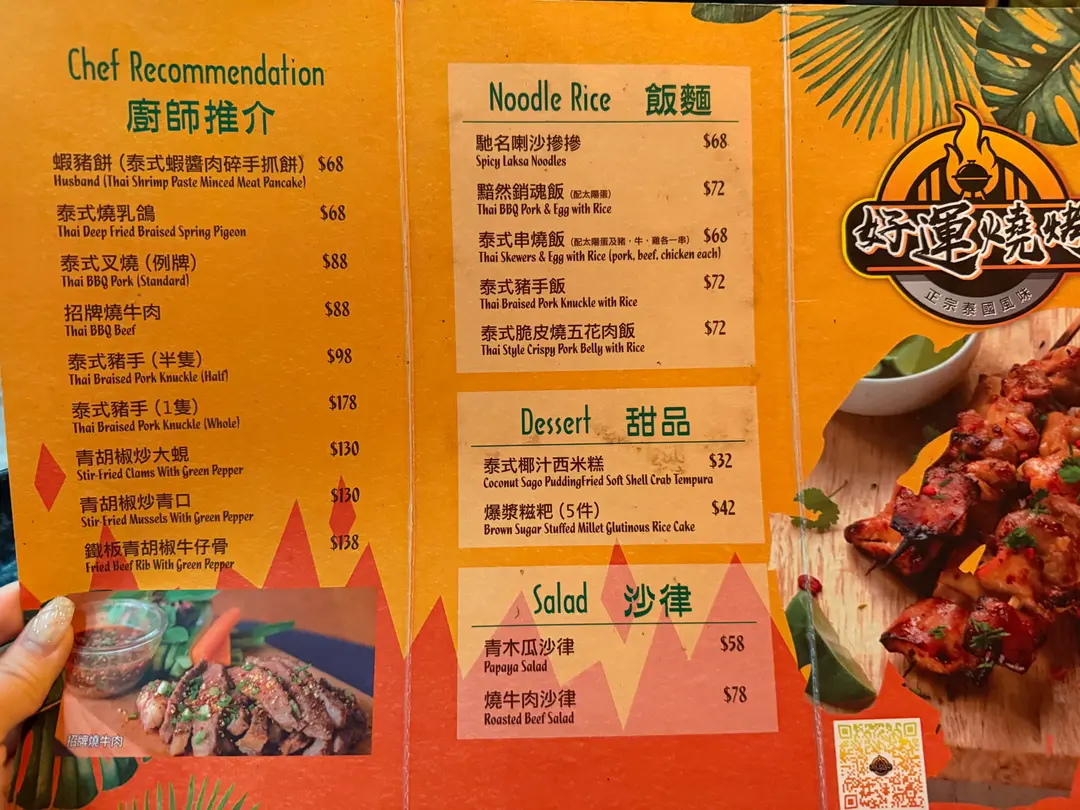 Chef Recommendation
廚師推介
蝦豬餅 (泰式蝦醬肉碎手抓餅) $68
Husband (Thai Shrimp Paste Minced Meat Pancake)
泰式燒乳鴿 $68
Thai Deep Fried Braised Spring Pigeon
泰式叉燒 (例牌) $88
Thai BBQ Pork (Standard)
招牌燒牛肉 $88
Thai BBQ Beef
泰式豬手 (半隻) $98
Thai Braised Pork Knuckle (Half)
泰式豬手 (1隻) $178
Thai Braised Pork Knuckle (Whole)
青胡椒炒大蜆 $130
Stir-Fried Clams With Green Pepper
青胡椒炒青口 $130
Stir-Fried Mussels With Green Pepper
鐵板青胡椒牛仔骨 $138
Fried Beef Rib With Green Pepper
招牌燒牛肉
Noodle Rice 飯麵
馳名喇沙摻摻 $68
Spicy Laksa Noodles
黯然銷魂飯 (配太陽蛋) $72
Thai BBQ Pork & Egg with Rice
泰式串燒飯 (配太陽蛋及豬,牛,雞各一串) $68
Thai Skewers & Egg with Rice (pork, beef, chicken each)
泰式豬手飯 $72
Thai Braised Pork Knuckle with Rice
泰式脆皮燒五花肉飯 $72
Thai Style Crispy Pork Belly with Rice
Dessert 甜品
泰式椰汁西米糕 $32
Coconut Sago PuddingFried Soft Shell Crab Tempura
爆漿糍粑 (5件) $42
Brown Sugar Stuffed Millet Glutinous Rice Cake
Salad 沙律
青木瓜沙律 $58
Papaya Salad
燒牛肉沙律 $78
Roasted Beef Salad
好運燒烤
正宗泰國風味